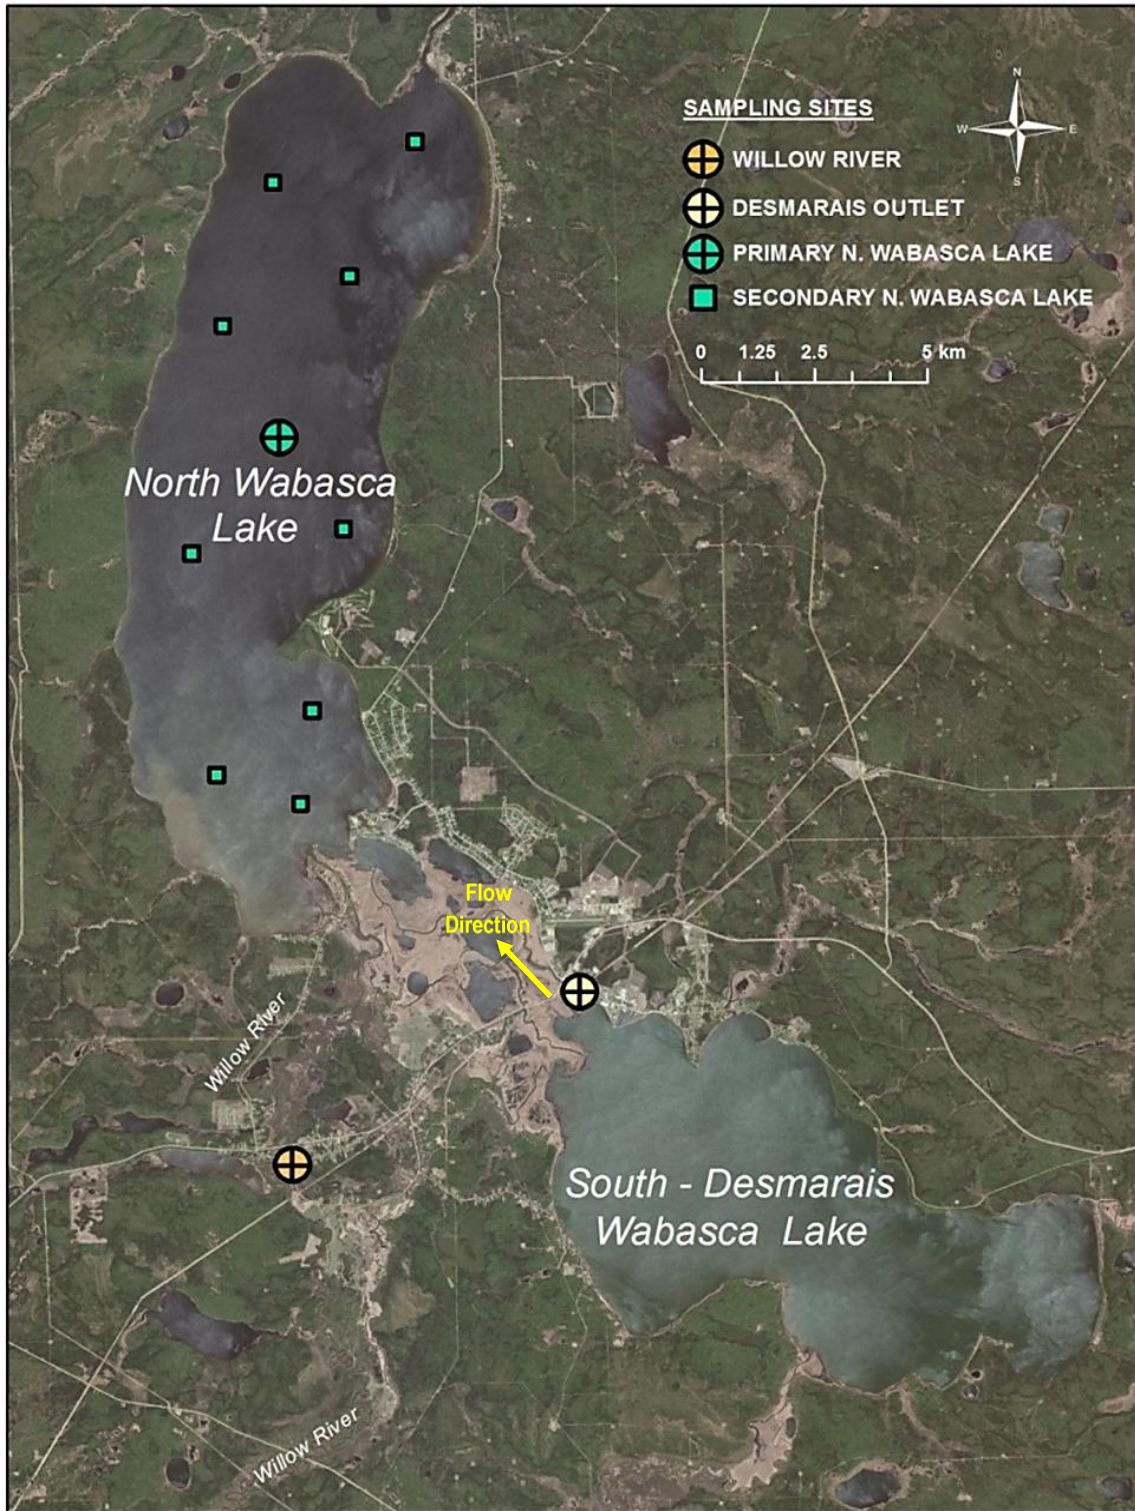 N
W E
S
SAMPLING SITES
WILLOW RIVER
DESMARAIS OUTLET
PRIMARY N. WABASCA LAKE
SECONDARY N. WABASCA LAKE
0 1.25 2.5 5 km
North Wabasca
Lake
Flow
Direction
Willow River
South - Desmarais
Wabasca Lake
Willow River